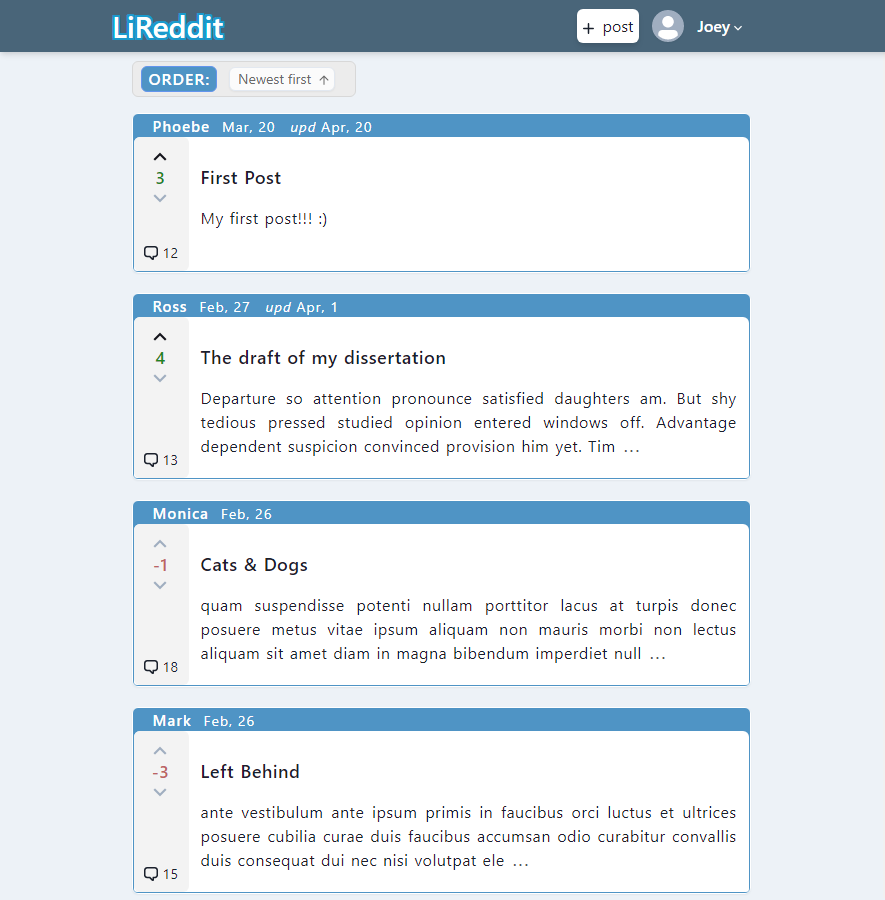 LiReddit
+ post
Joey
ORDER:
Newest first ↑
Phoebe Mar, 20 upd Apr, 20
3
First Post
My first post!!! :)
12
Ross Feb, 27 upd Apr, 1
4
The draft of my dissertation
Departure so attention pronounce satisfied daughters am. But shy
tedious pressed studied opinion entered windows off. Advantage
dependent suspicion convinced provision him yet. Tim ...
13
Monica Feb, 26
-1
Cats & Dogs
quam suspendisse potenti nullam porttitor lacus at turpis donec
posuere metus vitae ipsum aliquam non mauris morbi non lectus
aliquam sit amet diam in magna bibendum imperdiet null ...
18
Mark Feb, 26
-3
Left Behind
ante vestibulum ante ipsum primis in faucibus orci luctus et ultrices
posuere cubilia curae duis faucibus accumsan odio curabitur convallis
duis consequat dui nec nisi volutpat ele ...
15